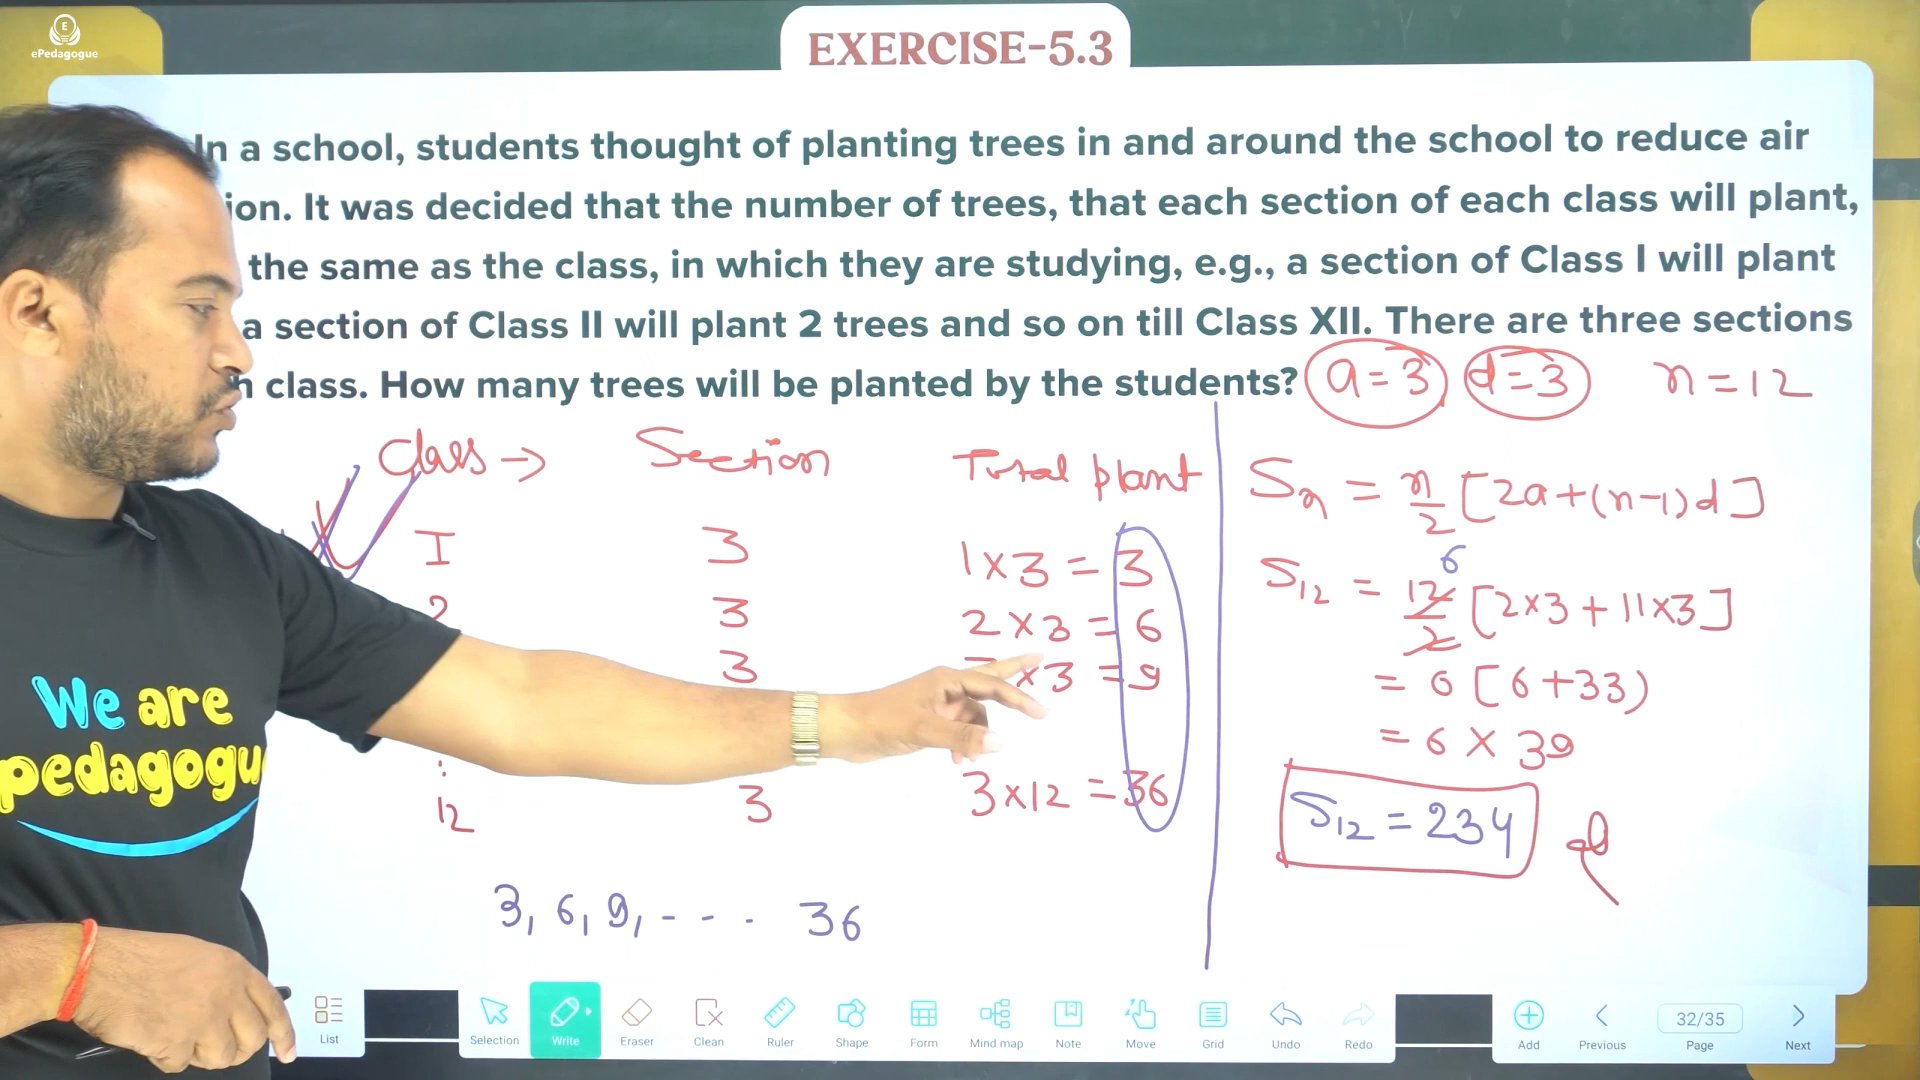 E
ePedagogue
EXERCISE-5.3
In a school, students thought of planting trees in and around the school to reduce air
ion. It was decided that the number of trees, that each section of each class will plant,
the same as the class, in which they are studying, e.g., a section of Class I will plant
a section of Class II will plant 2 trees and so on till Class XII. There are three sections
h class. How many trees will be planted by the students?
a = 3 d = 3 n = 12
Class → Section Total plant
I 3 1 × 3 = 3
2 3 2 × 3 = 6
3 × 3 = 9
12 3 3 × 12 = 36
3, 6, 9, - - - 36
Sn = n/2 [2a + (n-1)d]
6
S12 = 12/2 [2×3 + 11×3]
= 6 [6 + 33)
= 6 × 39
S12 = 234
We are
pedagogu
List
Selection Write Eraser Clean Ruler Shape Form Mind map Note Move Grid Undo Redo
Add Previous 32/35 Page Next